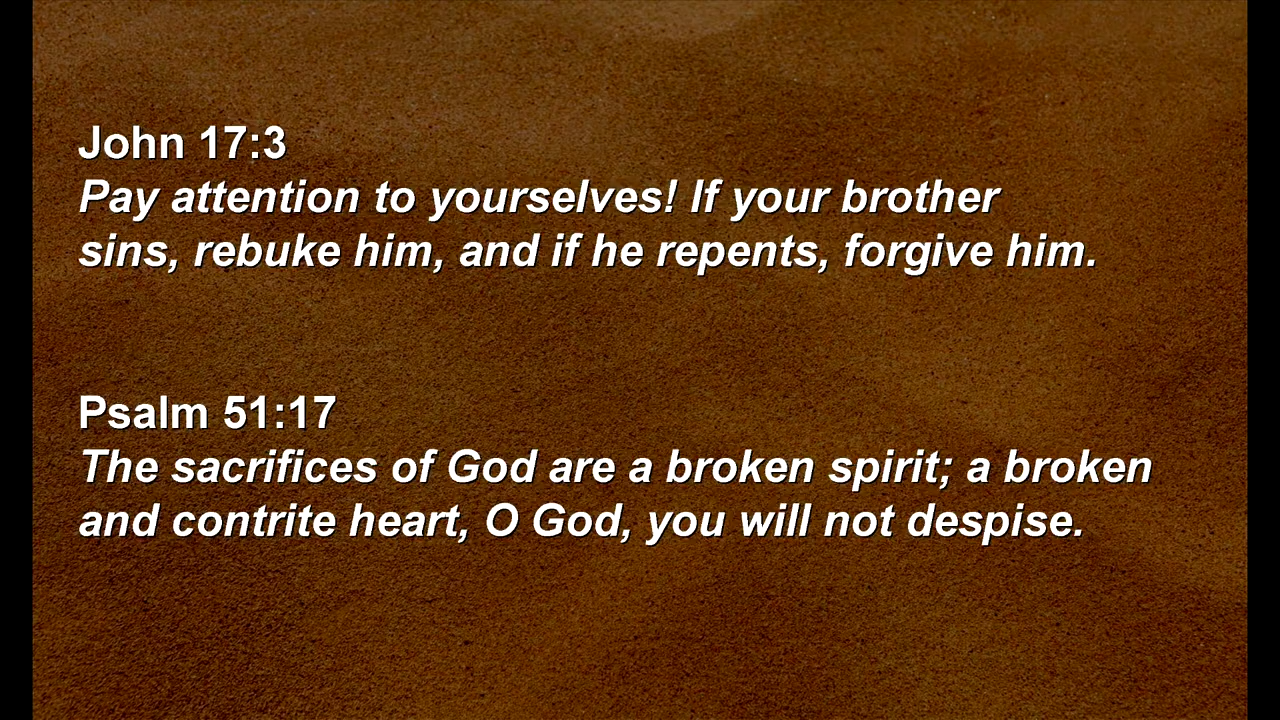 John 17:3
Pay attention to yourselves! If your brother
sins, rebuke him, and if he repents, forgive him.
Psalm 51:17
The sacrifices of God are a broken spirit; a broken
and contrite heart, O God, you will not despise.